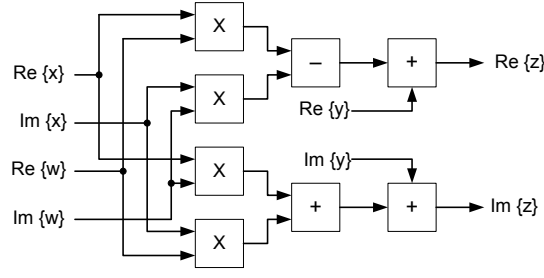 X
Re {x}
–
+
Re {z}
X
Im {x}
Re {y}
Re {w}
X
Im {y}
Im {w}
+
+
Im {z}
X